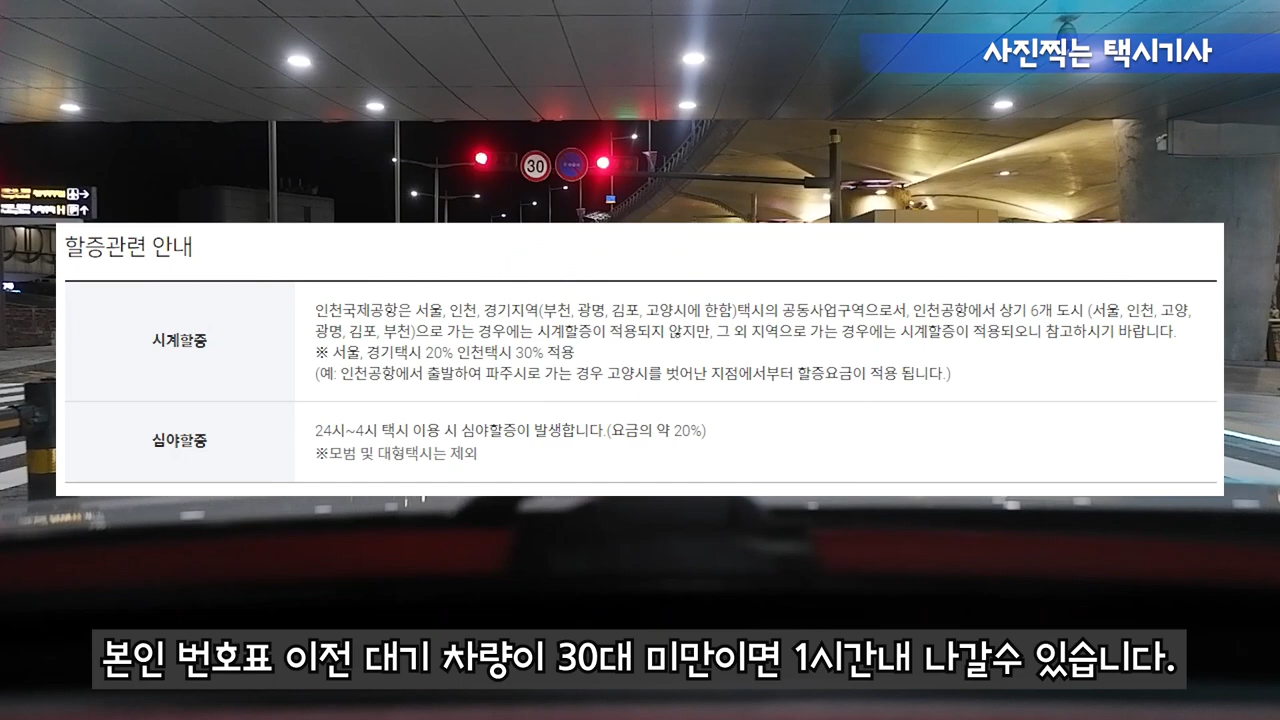 사진찍는 택시기사
30
할증관련 안내
시계할증
인천국제공항은 서울, 인천, 경기지역(부천, 광명, 김포, 고양시에 한함)택시의 공동사업구역으로서, 인천공항에서 상기 6개 도시 (서울, 인천, 고양,
광명, 김포, 부천)으로 가는 경우에는 시계할증이 적용되지 않지만, 그 외 지역으로 가는 경우에는 시계할증이 적용되오니 참고하시기 바랍니다.
※ 서울, 경기택시 20% 인천택시 30% 적용
(예: 인천공항에서 출발하여 파주시로 가는 경우 고양시를 벗어난 지점에서부터 할증요금이 적용 됩니다.)
심야할증
24시~4시 택시 이용 시 심야할증이 발생합니다.(요금의 약 20%)
※모범 및 대형택시는 제외
본인 번호표 이전 대기 차량이 30대 미만이면 1시간내 나갈수 있습니다.